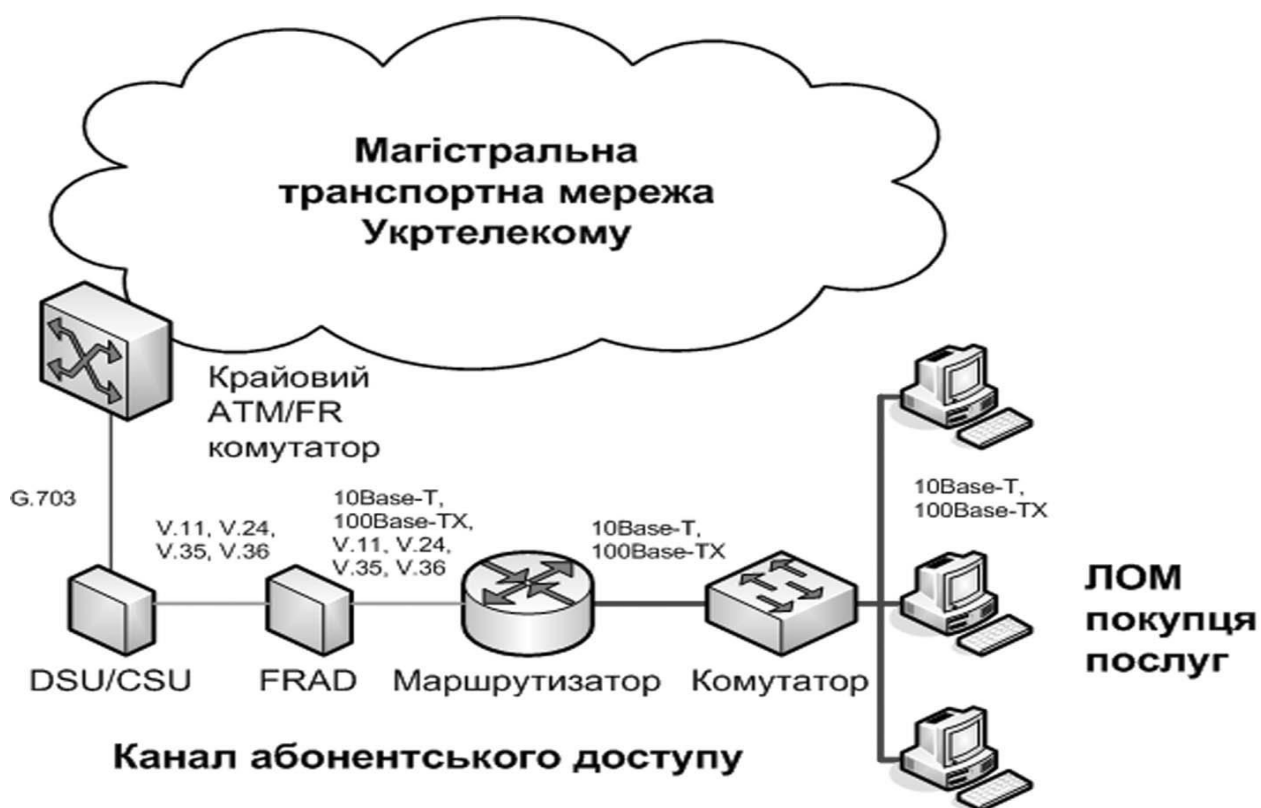 Магістральна
транспортна мережа
Укртелекому
Крайовий
ATM/FR
комутатор
G.703
V.11, V.24,
V.35, V.36
10Base-T,
100Base-TX,
V.11, V.24,
V.35, V.36
10Base-T,
100Base-TX
10Base-T,
100Base-TX
DSU/CSU
FRAD
Маршрутизатор
Комутатор
ЛОМ
покупця
послуг
Канал абонентського доступу